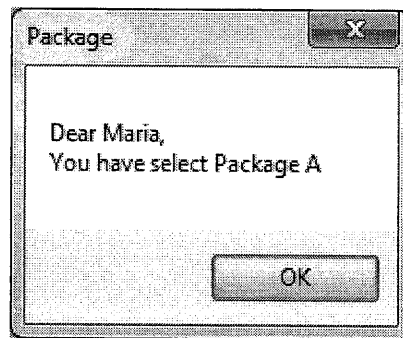 Package
X
Dear Maria,
You have select Package A
OK